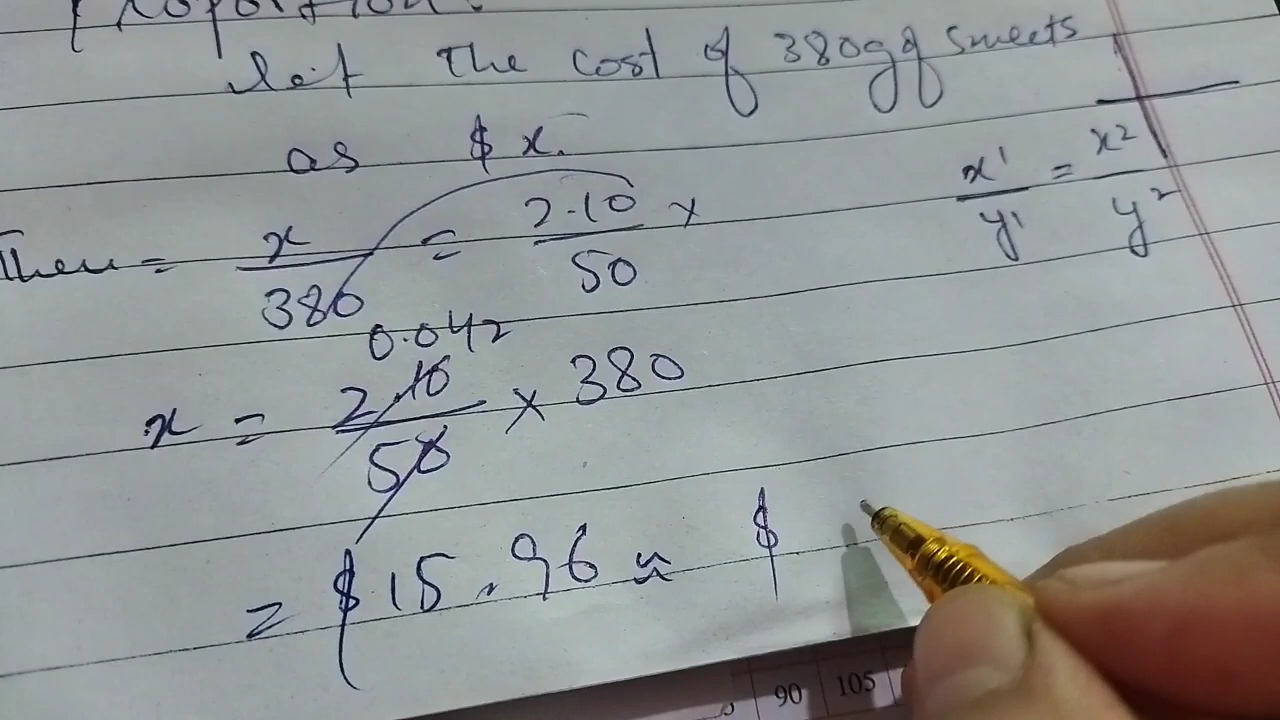 Proportion.
let the cost of 380g of sweets
as $ x.
x¹/y¹ = x²/y²
Then = x/380 = 2.10/50 ×
0.042
x = 2.10/50 × 380
= $15.96 ≈ $
90 105